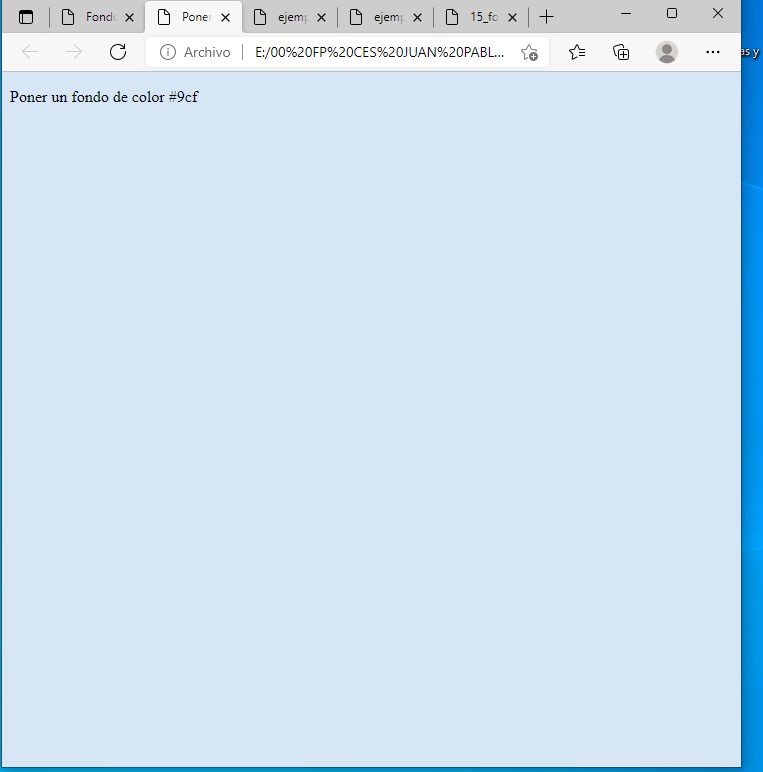 Fondo
Poner
ejemp
ejemp
15_fo
Archivo
E:/00%20FP%20CES%20JUAN%20PABL...
as y
Poner un fondo de color #9cf